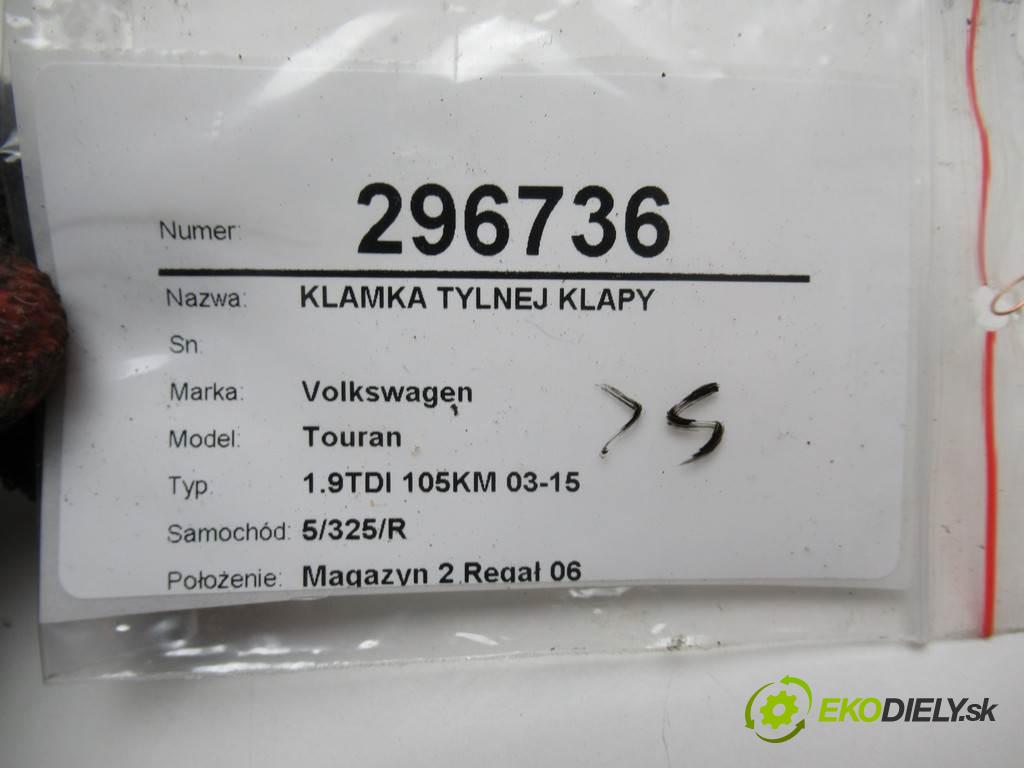 Numer: 296736
Nazwa: KLAMKA TYLNEJ KLAPY
Sn:
Marka: Volkswagen
Model: Touran
Typ: 1.9TDI 105KM 03-15
Samochód: 5/325/R
Położenie: Magazyn 2 Regał 06
EKODIELY.sk